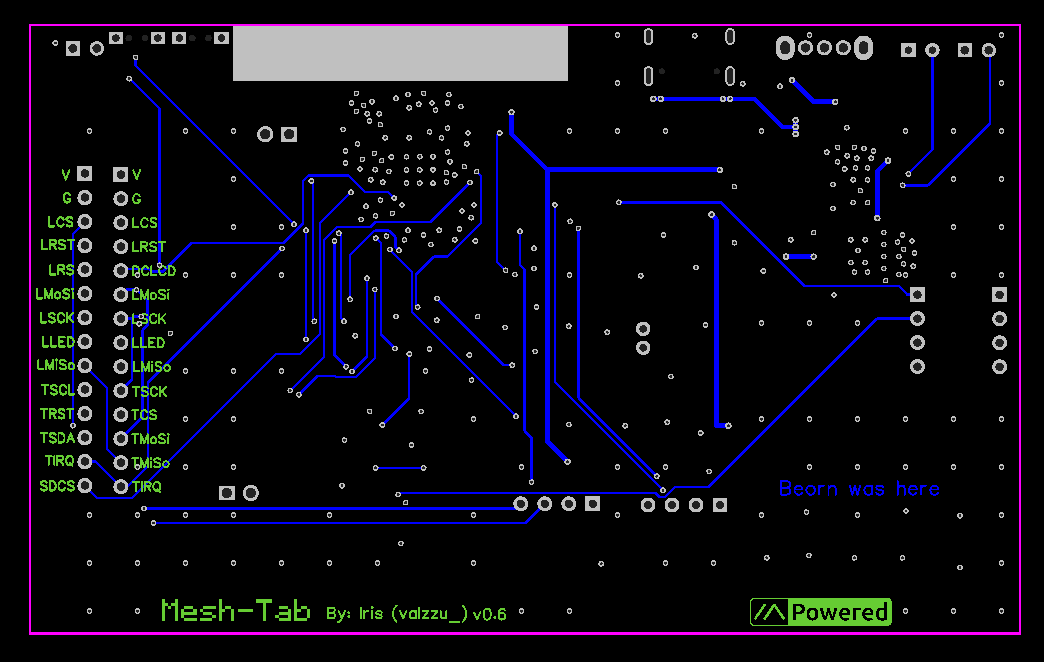 V V
G G
LCS LCS
LRST LRST
LRS DCLCD
LMoSi LMoSi
LSCK LSCK
LLED LLED
LMiSo LMiSo
TSCL TSCK
TRST TCS
TSDA TMoSi
TIRQ TMiSo
SDCS TIRQ
Beorn was here
Mesh-Tab By: Iris (valzzu_) v0.6
Powered